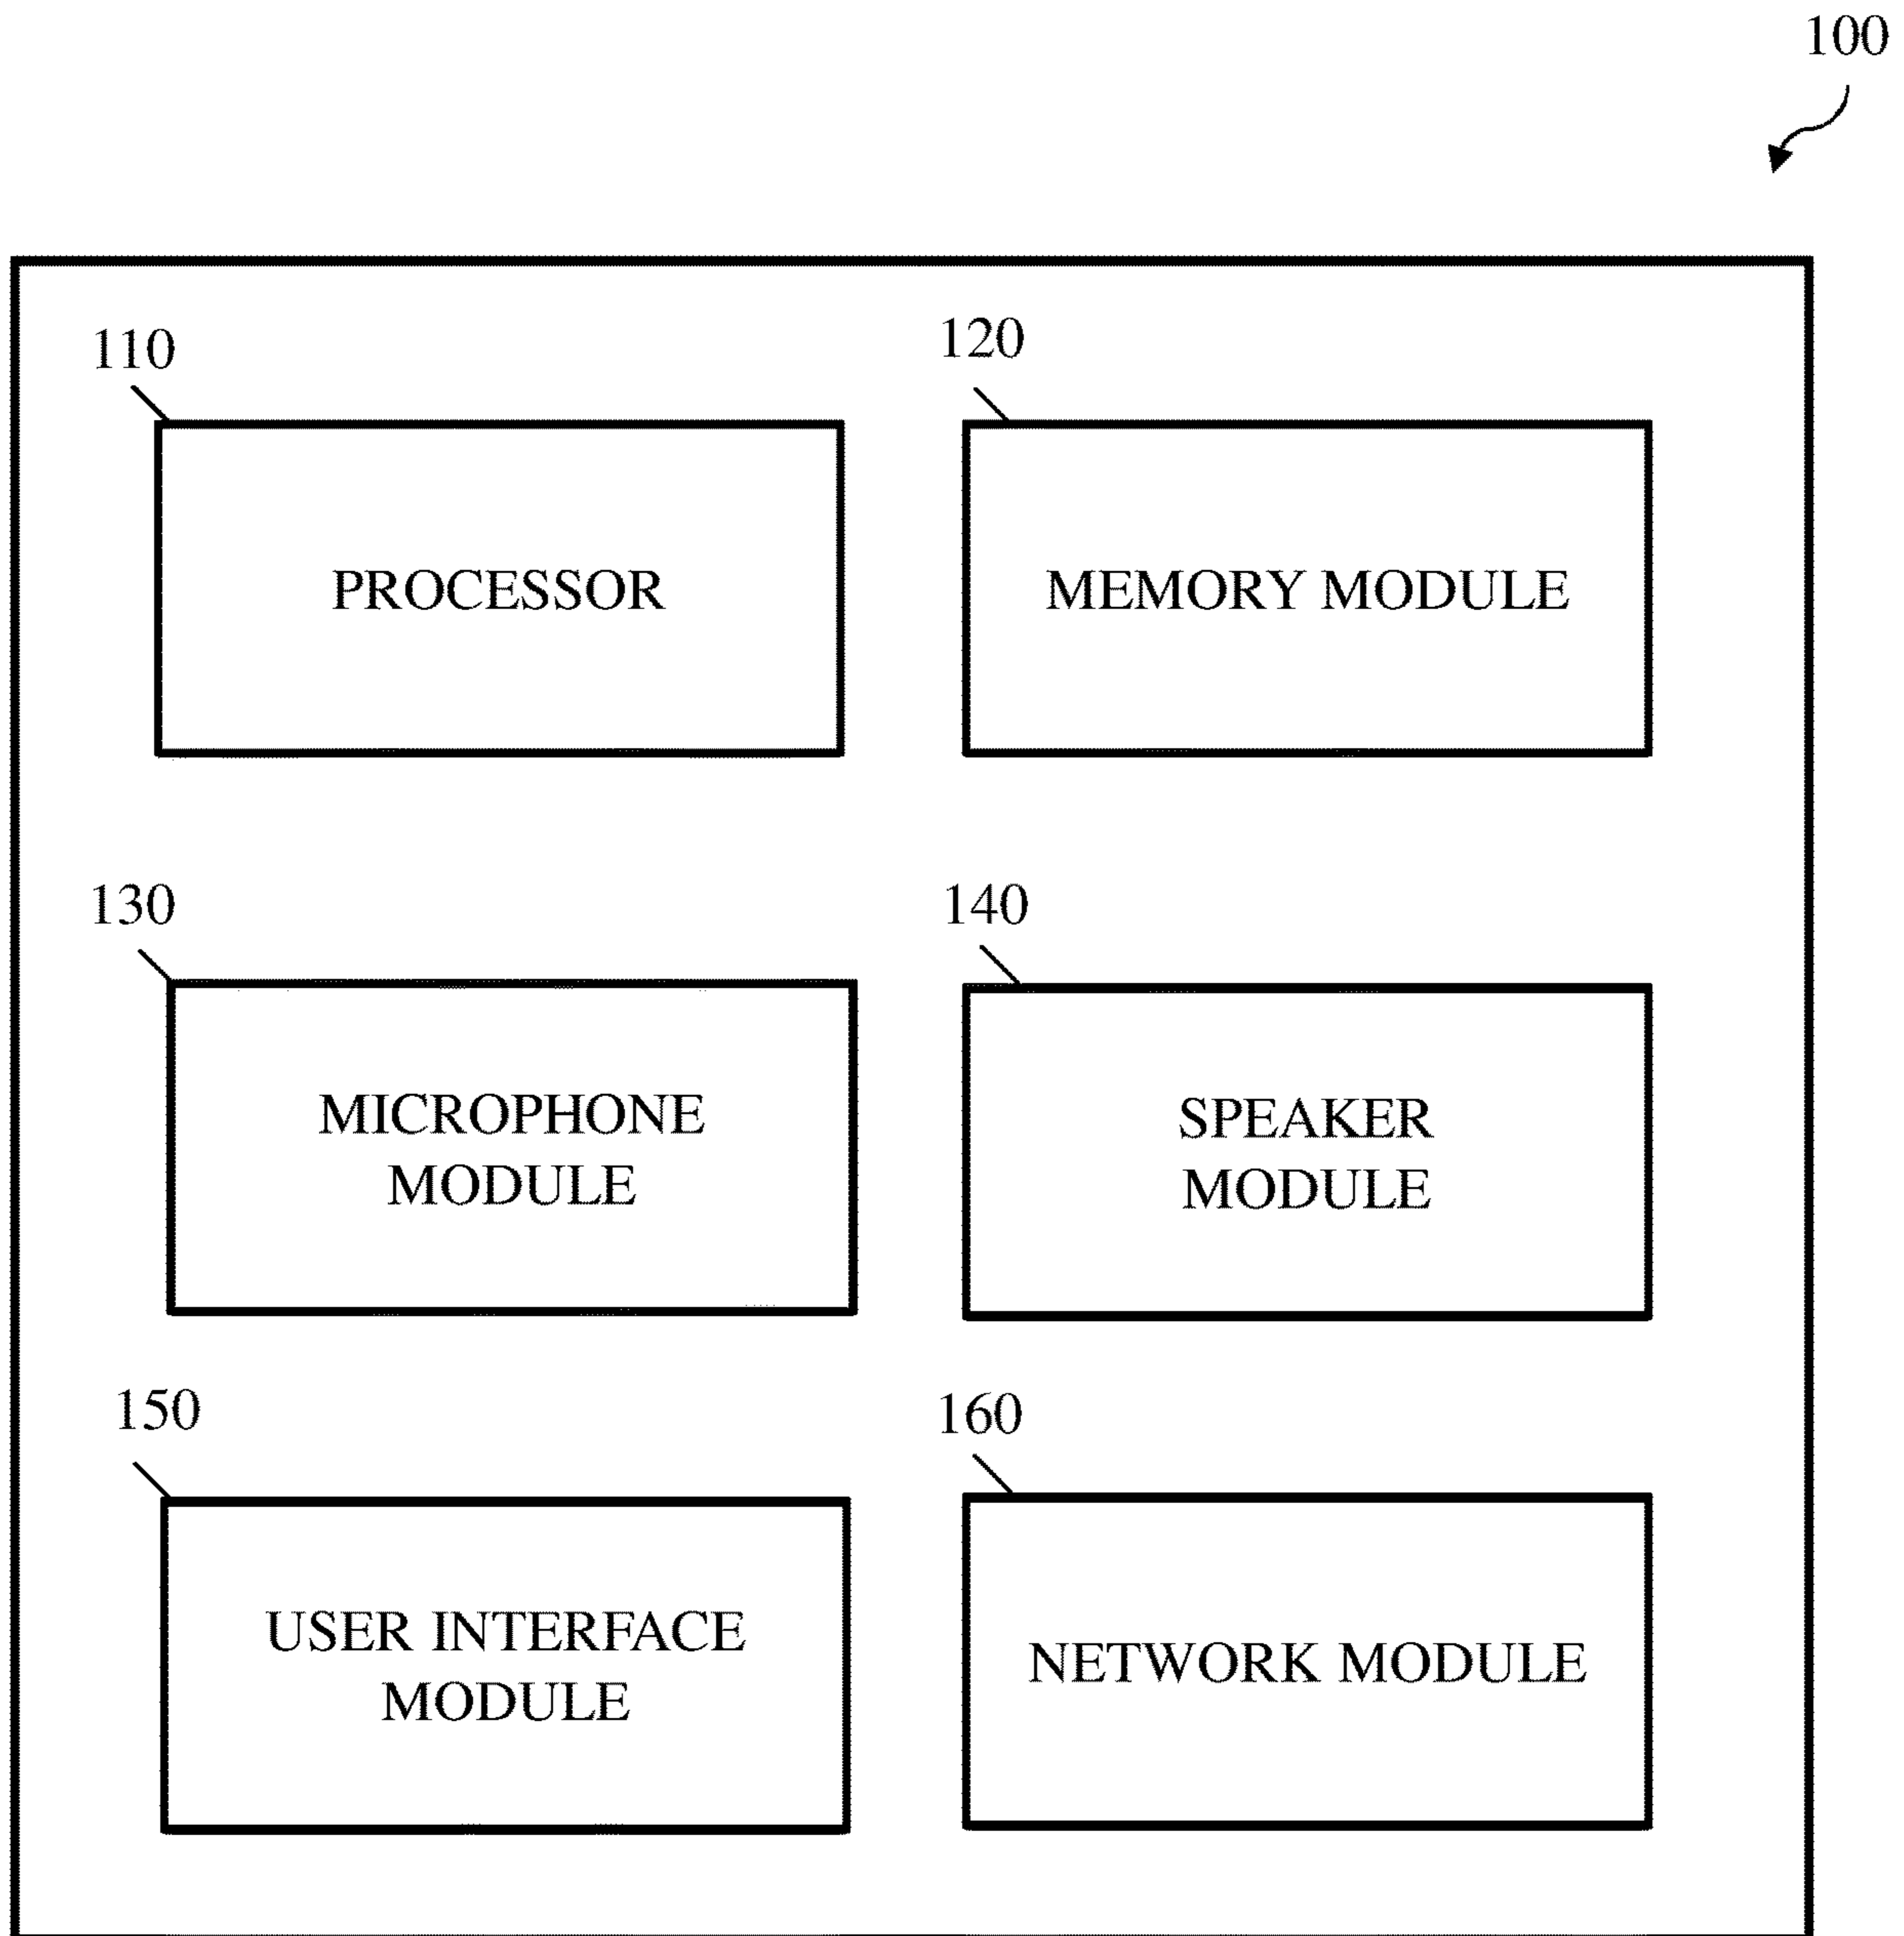 100
110
120
PROCESSOR
MEMORY MODULE
130
140
MICROPHONE
MODULE
SPEAKER
MODULE
150
160
USER INTERFACE
MODULE
NETWORK MODULE